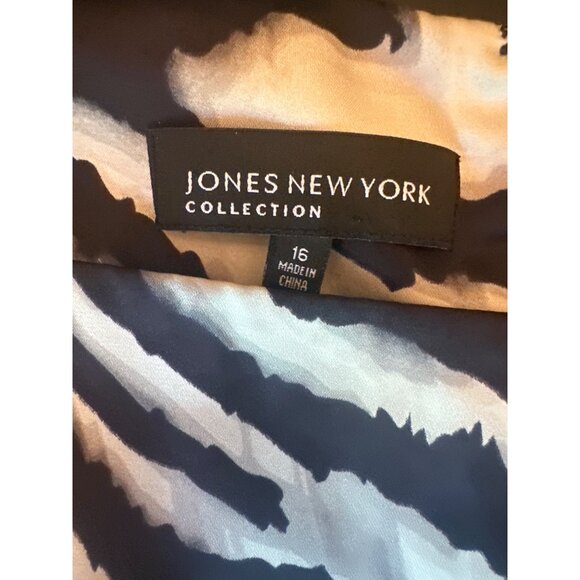 JONES NEW YORK
COLLECTION
16
MADE IN
CHINA